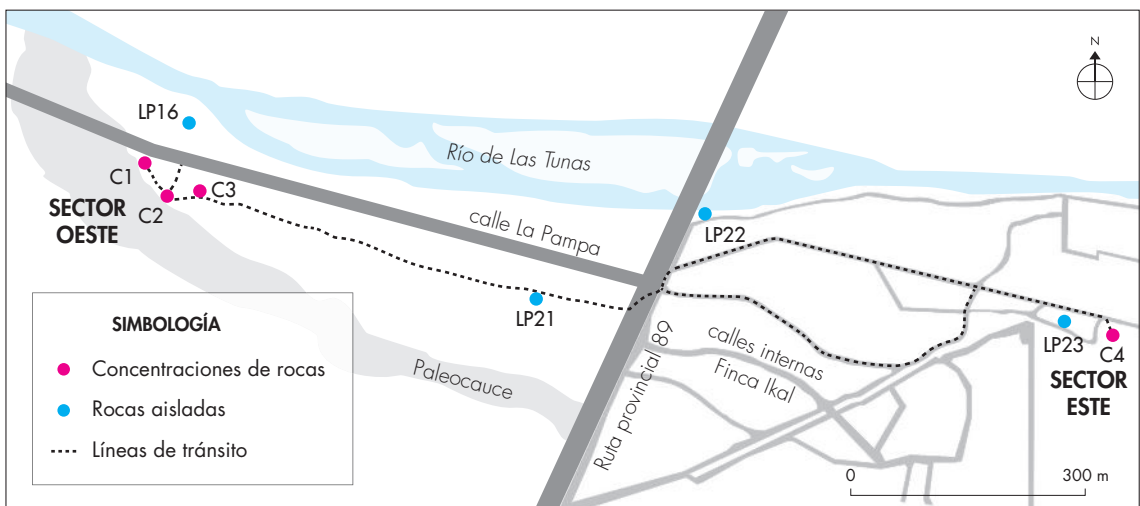 N
LP16
Río de Las Tunas
C1
C3
C2
SECTOR
OESTE
calle La Pampa
LP22
LP21
SIMBOLOGÍA
Concentraciones de rocas
Rocas aisladas
Líneas de tránsito
Paleocauce
Ruta provincial 89
calles internas
Finca Ikal
LP23
C4
SECTOR
ESTE
0 300 m